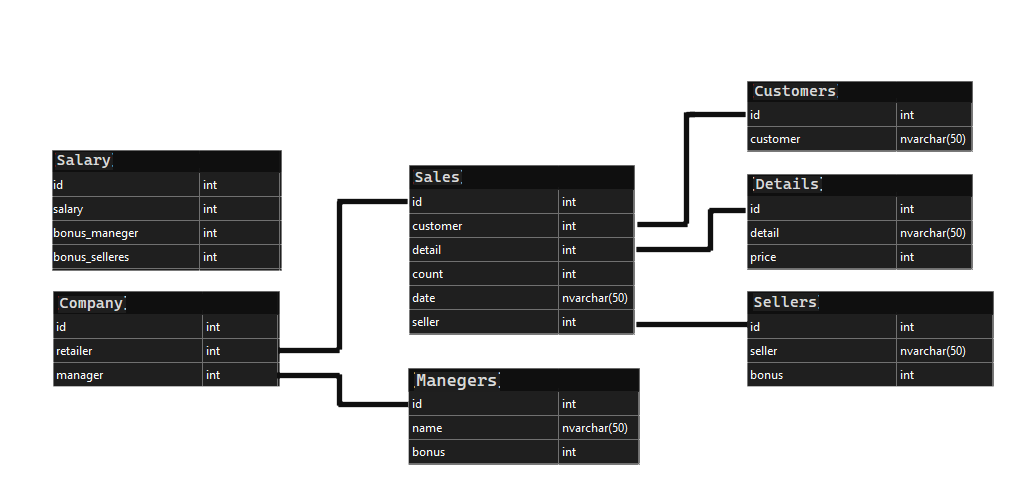 Salary
id int
salary int
bonus_maneger int
bonus_selleres int
Company
id int
retailer int
manager int
Sales
id int
customer int
detail int
count int
date nvarchar(50)
seller int
Manegers
id int
name nvarchar(50)
bonus int
Customers
id int
customer nvarchar(50)
Details
id int
detail nvarchar(50)
price int
Sellers
id int
seller nvarchar(50)
bonus int